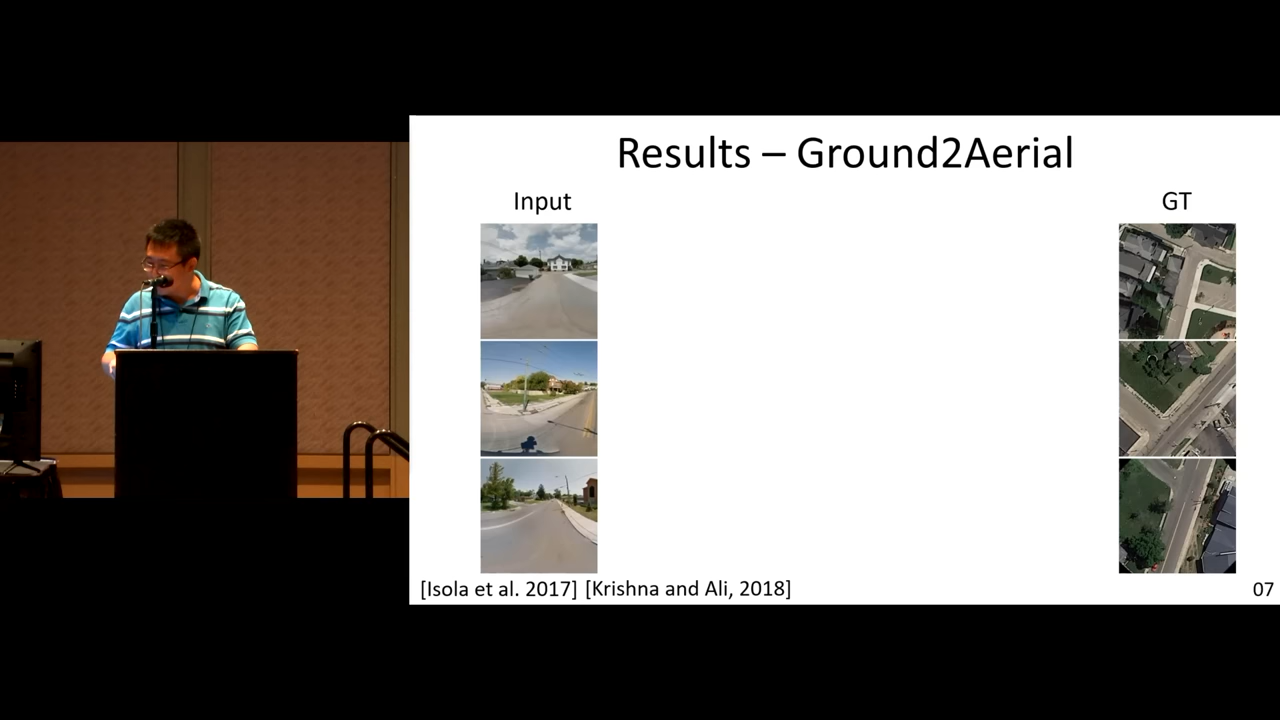 Results – Ground2Aerial
Input
GT
[Isola et al. 2017] [Krishna and Ali, 2018]
07